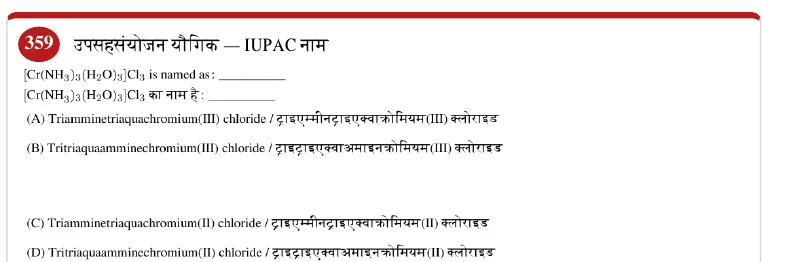 359 उपसहसंयोजन यौगिक — IUPAC नाम
[Cr(NH₃)₃(H₂O)₃]Cl₃ is named as : ___________
[Cr(NH₃)₃(H₂O)₃]Cl₃ का नाम है : ___________
(A) Triamminetriaquachromium(III) chloride / ट्राइएम्मीनट्राइएक्वाक्रोमियम(III) क्लोराइड
(B) Tritriaquaamminechromium(III) chloride / ट्राइट्राइएक्वाअमाइनक्रोमियम(III) क्लोराइड
(C) Triamminetriaquachromium(II) chloride / ट्राइएम्मीनट्राइएक्वाक्रोमियम(II) क्लोराइड
(D) Tritriaquaamminechromium(II) chloride / ट्राइट्राइएक्वाअमाइनक्रोमियम(II) क्लोराइड